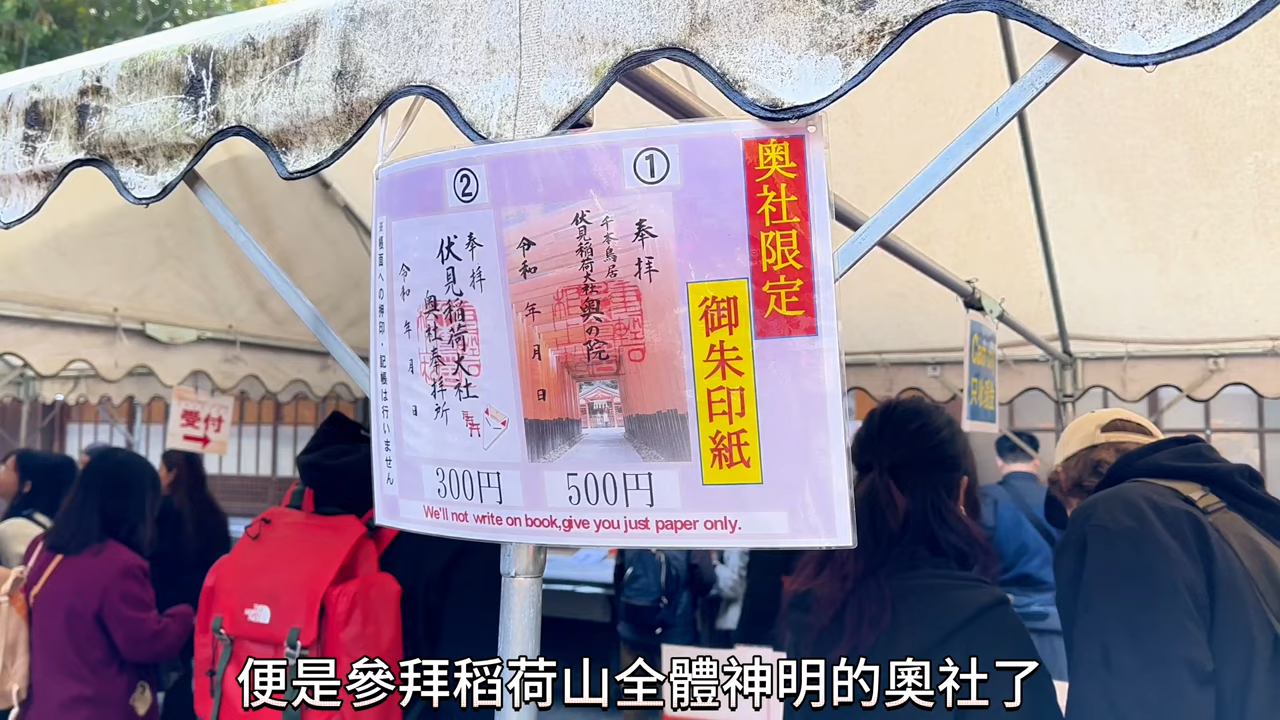 奥社限定
御朱印紙
①
奉拝
千本鳥居
伏見稲荷大社奥の院
令和 年 月 日
500円
②
奉拝
伏見稲荷大社
奥社奉拝所
令和 年 月 日
300円
※帳面への押印・記帳は行いません
We'll not write on book,give you just paper only.
受付
→
THE NORTH FACE
便是參拜稻荷山全體神明的奧社了